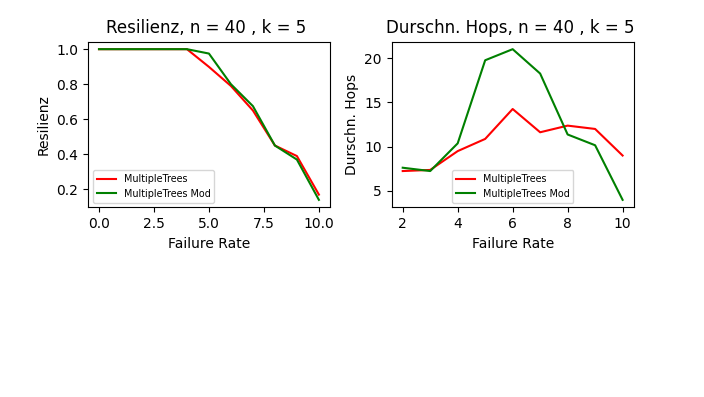 Resilienz, n = 40 , k = 5
Resilienz
1.0
0.8
0.6
0.4
0.2
MultipleTrees
MultipleTrees Mod
0.0 2.5 5.0 7.5 10.0
Failure Rate
Durschn. Hops, n = 40 , k = 5
Durschn. Hops
20
15
10
5
MultipleTrees
MultipleTrees Mod
2 4 6 8 10
Failure Rate